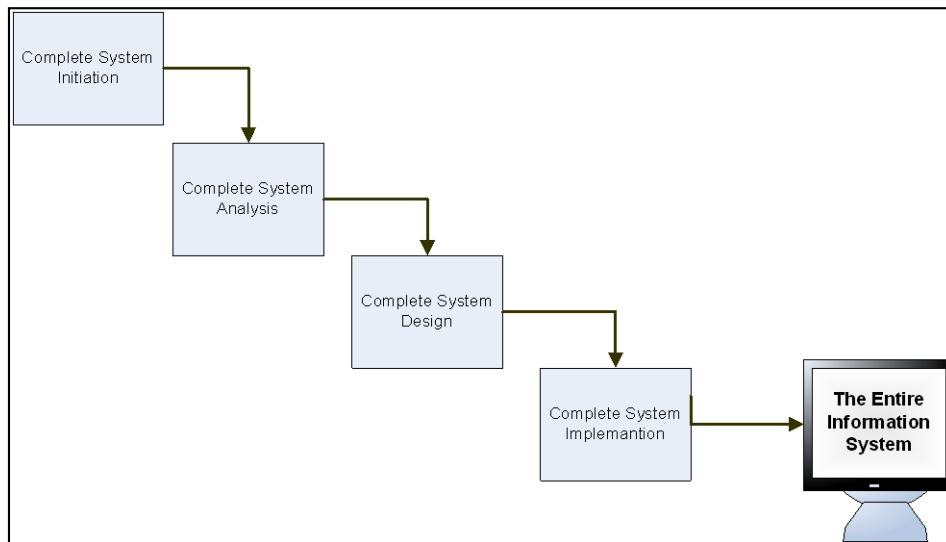 Complete System
Initiation
Complete System
Analysis
Complete System
Design
Complete System
Implemantion
The Entire
Information
System